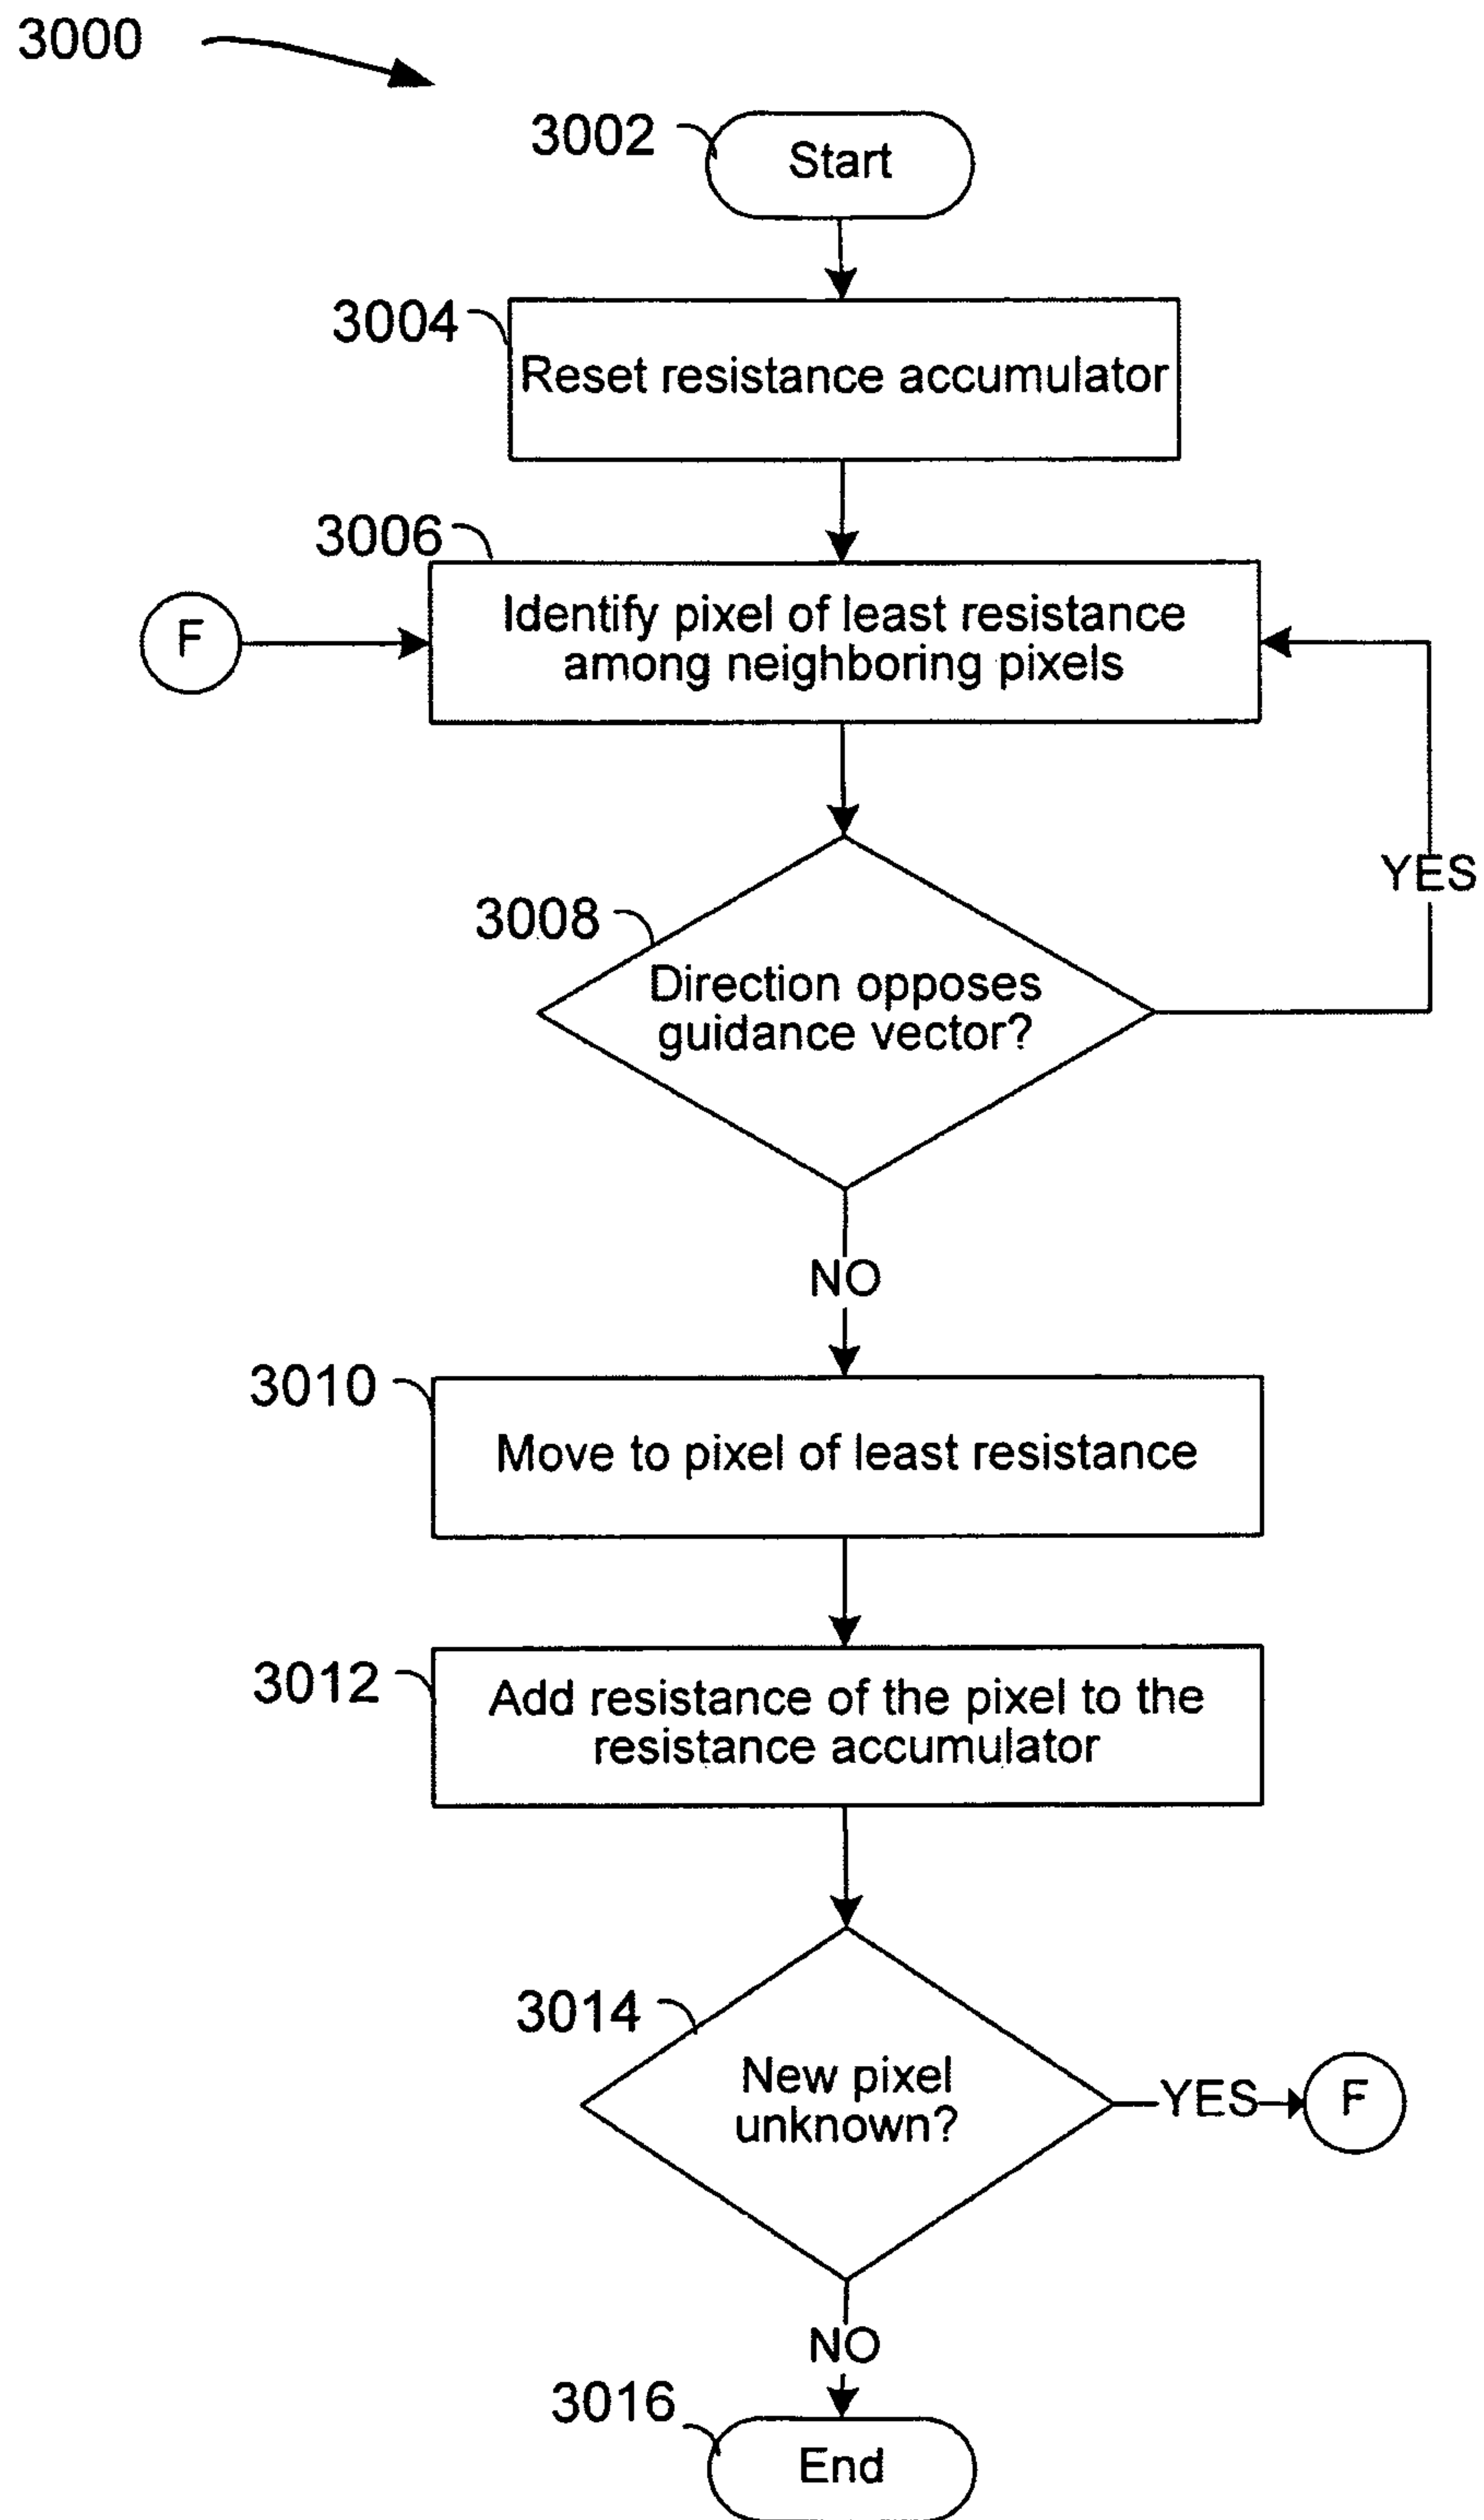 3000
3002
Start
3004
Reset resistance accumulator
3006
Identify pixel of least resistance
among neighboring pixels
F
YES
3008
Direction opposes
guidance vector?
NO
3010
Move to pixel of least resistance
3012
Add resistance of the pixel to the
resistance accumulator
3014
New pixel
unknown?
YES
F
NO
3016
End